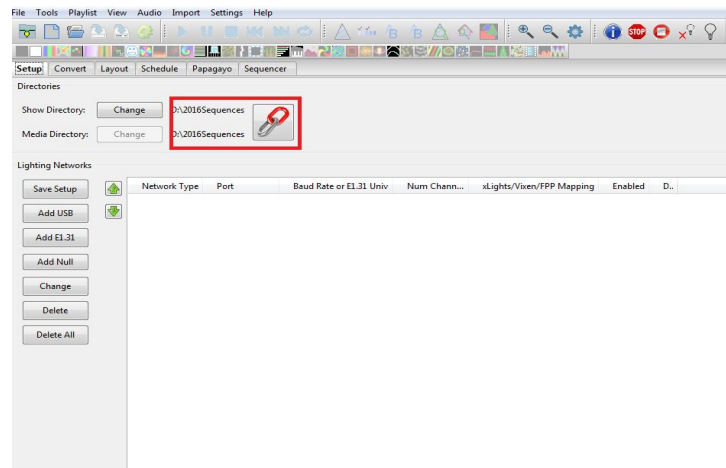 File Tools Playlist View Audio Import Settings Help
STOP
Setup Convert Layout Schedule Papagayo Sequencer
Directories
Show Directory: Change D:\2016Sequences
Media Directory: Change D:\2016Sequences
Lighting Networks
Save Setup Network Type Port Baud Rate or E1.31 Univ Num Chann... xLights/Vixen/FPP Mapping Enabled D..
Add USB
Add E1.31
Add Null
Change
Delete
Delete All